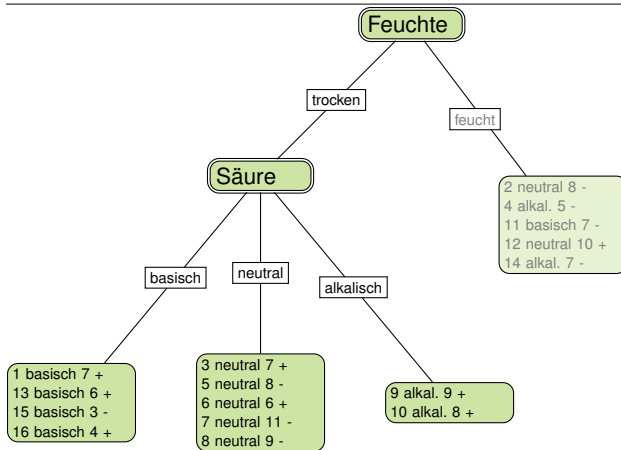 Feuchte
trocken
feucht
Säure
2 neutral 8 -
4 alkal. 5 -
11 basisch 7 -
12 neutral 10 +
14 alkal. 7 -
basisch
neutral
alkalisch
1 basisch 7 +
13 basisch 6 +
15 basisch 3 -
16 basisch 4 +
3 neutral 7 +
5 neutral 8 -
6 neutral 6 +
7 neutral 11 -
8 neutral 9 -
9 alkal. 9 +
10 alkal. 8 +